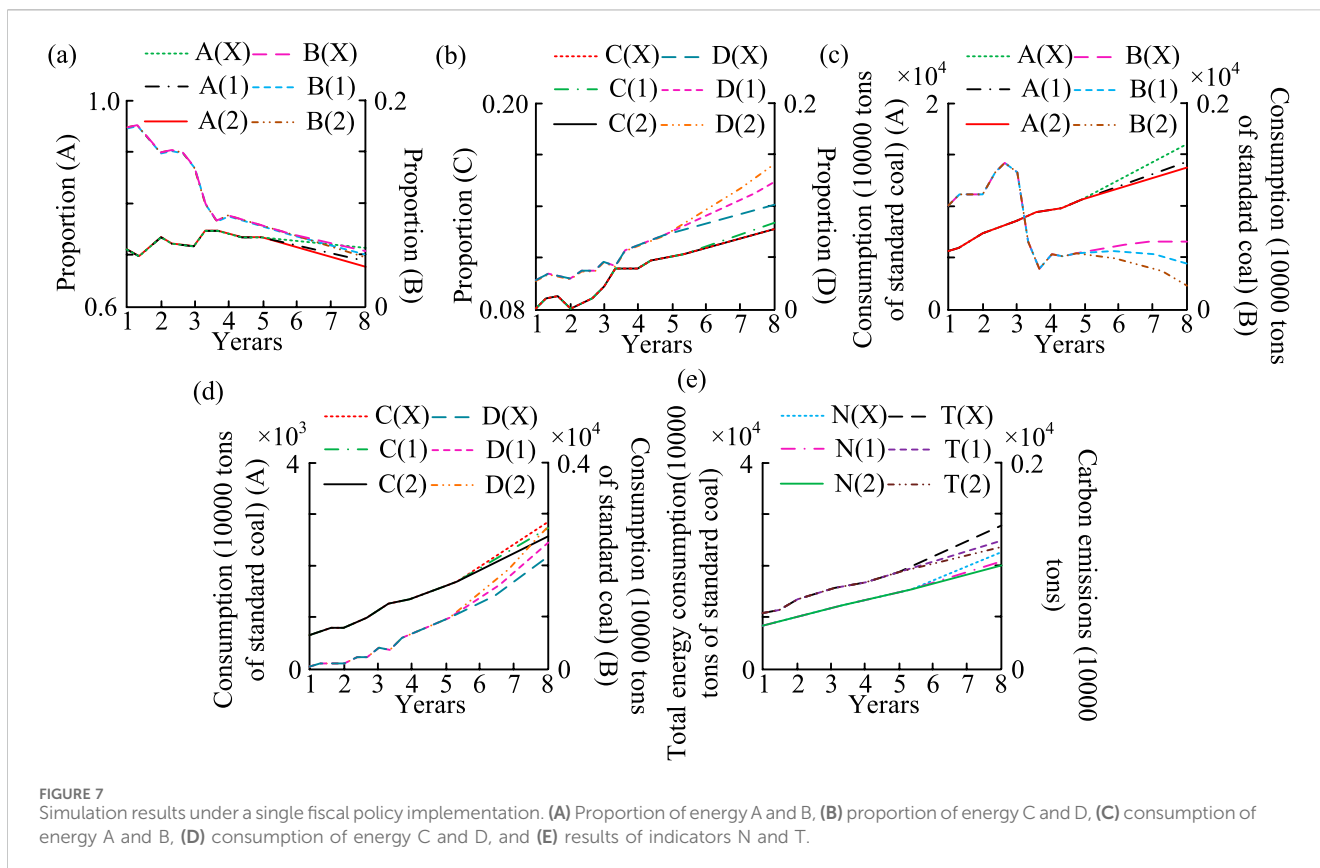 (a)
A(X) B(X)
A(1) B(1)
A(2) B(2)
1.0
0.6
Proportion (A)
0.2
0
Proportion (B)
1 2 3 4 5 6 7 8
Yerars
(b)
C(X) D(X)
C(1) D(1)
C(2) D(2)
0.20
0.08
Proportion (C)
0.2
0
Proportion (D)
1 2 3 4 5 6 7 8
Yerars
(c)
A(X) B(X)
A(1) B(1)
A(2) B(2)
×10⁴
2
0
Consumption (10000 tons
of standard coal) (A)
×10⁴
0.2
0
Consumption (10000 tons
of standard coal) (B)
1 2 3 4 5 6 7 8
Yerars
(d)
C(X) D(X)
C(1) D(1)
C(2) D(2)
×10³
4
0
Consumption (10000 tons
of standard coal) (A)
×10⁴
0.4
0
Consumption (10000 tons
of standard coal) (B)
1 2 3 4 5 6 7 8
Yerars
(e)
N(X) T(X)
N(1) T(1)
N(2) T(2)
×10⁴
4
0
Total energy consumption(10000
tons of standard coal)
×10⁴
0.2
0
Carbon emissions (10000
tons)
1 2 3 4 5 6 7 8
Yerars
FIGURE 7
Simulation results under a single fiscal policy implementation. (A) Proportion of energy A and B, (B) proportion of energy C and D, (C) consumption of
energy A and B, (D) consumption of energy C and D, and (E) results of indicators N and T.